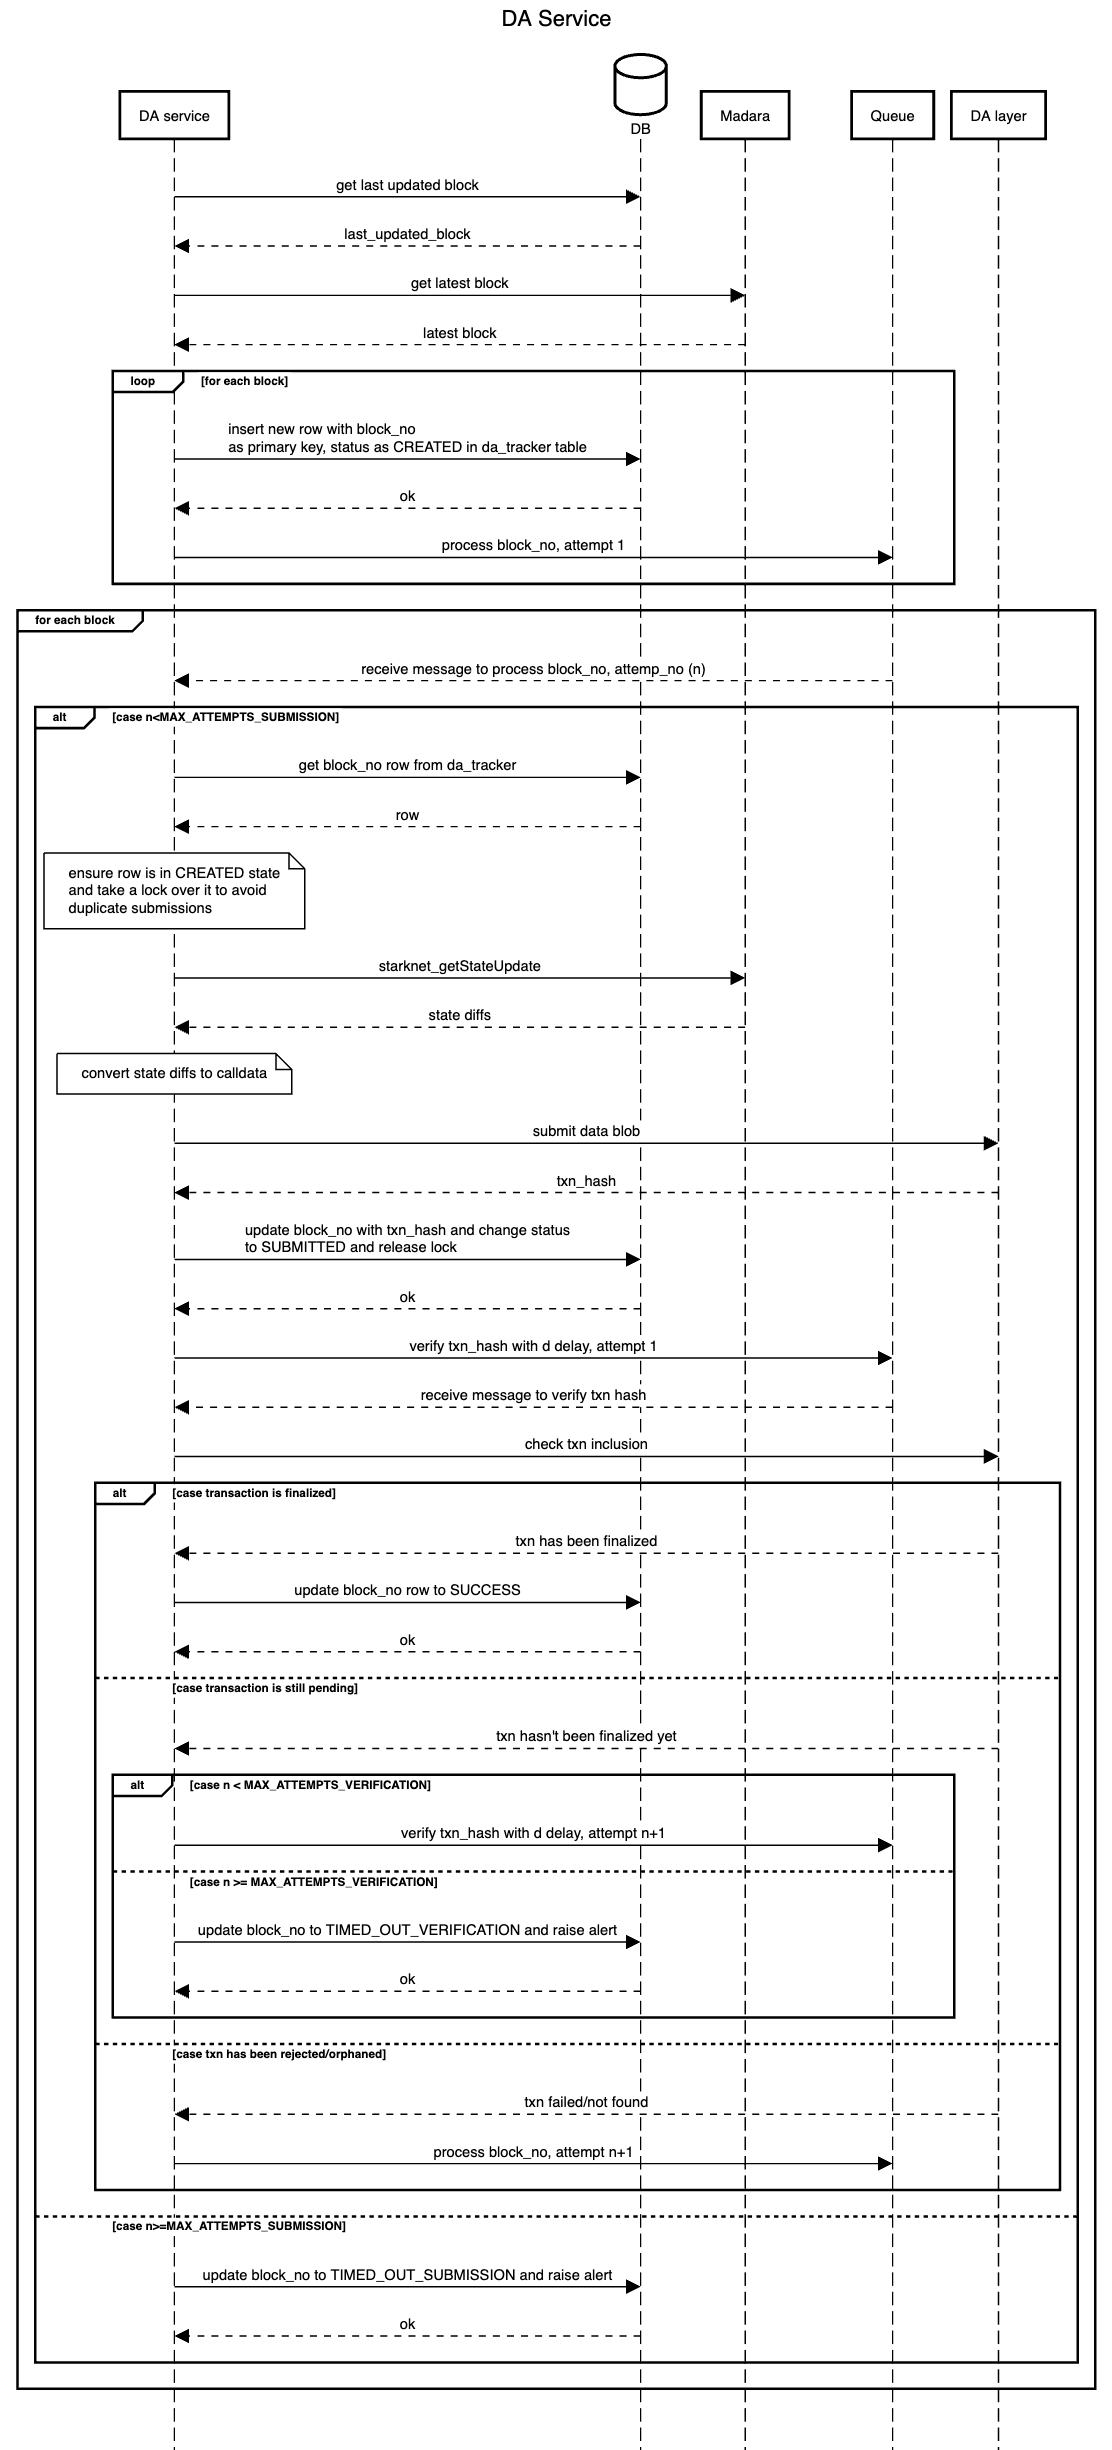 DA Service
DA service
DB
Madara
Queue
DA layer
get last updated block
last_updated_block
get latest block
latest block
loop
[for each block]
insert new row with block_no
as primary key, status as CREATED in da_tracker table
ok
process block_no, attempt 1
for each block
receive message to process block_no, attemp_no (n)
alt
[case n<MAX_ATTEMPTS_SUBMISSION]
get block_no row from da_tracker
row
ensure row is in CREATED state
and take a lock over it to avoid
duplicate submissions
starknet_getStateUpdate
state diffs
convert state diffs to calldata
submit data blob
txn_hash
update block_no with txn_hash and change status
to SUBMITTED and release lock
ok
verify txn_hash with d delay, attempt 1
receive message to verify txn hash
check txn inclusion
alt
[case transaction is finalized]
txn has been finalized
update block_no row to SUCCESS
ok
[case transaction is still pending]
txn hasn't been finalized yet
alt
[case n < MAX_ATTEMPTS_VERIFICATION]
verify txn_hash with d delay, attempt n+1
[case n >= MAX_ATTEMPTS_VERIFICATION]
update block_no to TIMED_OUT_VERIFICATION and raise alert
ok
[case txn has been rejected/orphaned]
txn failed/not found
process block_no, attempt n+1
[case n>=MAX_ATTEMPTS_SUBMISSION]
update block_no to TIMED_OUT_SUBMISSION and raise alert
ok